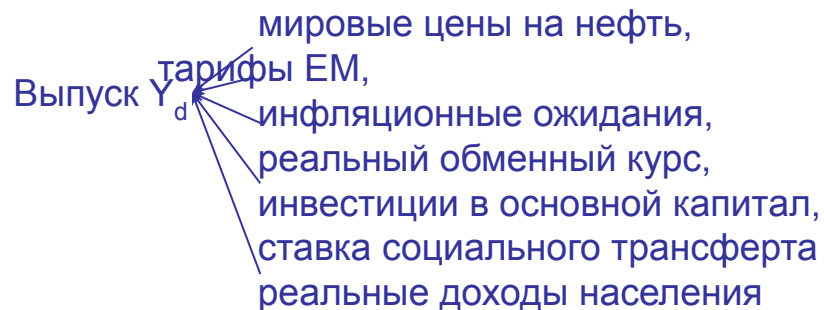 мировые цены на нефть,
тарифы ЕМ,
Выпуск Yd
инфляционные ожидания,
реальный обменный курс,
инвестиции в основной капитал,
ставка социального трансферта
реальные доходы населения